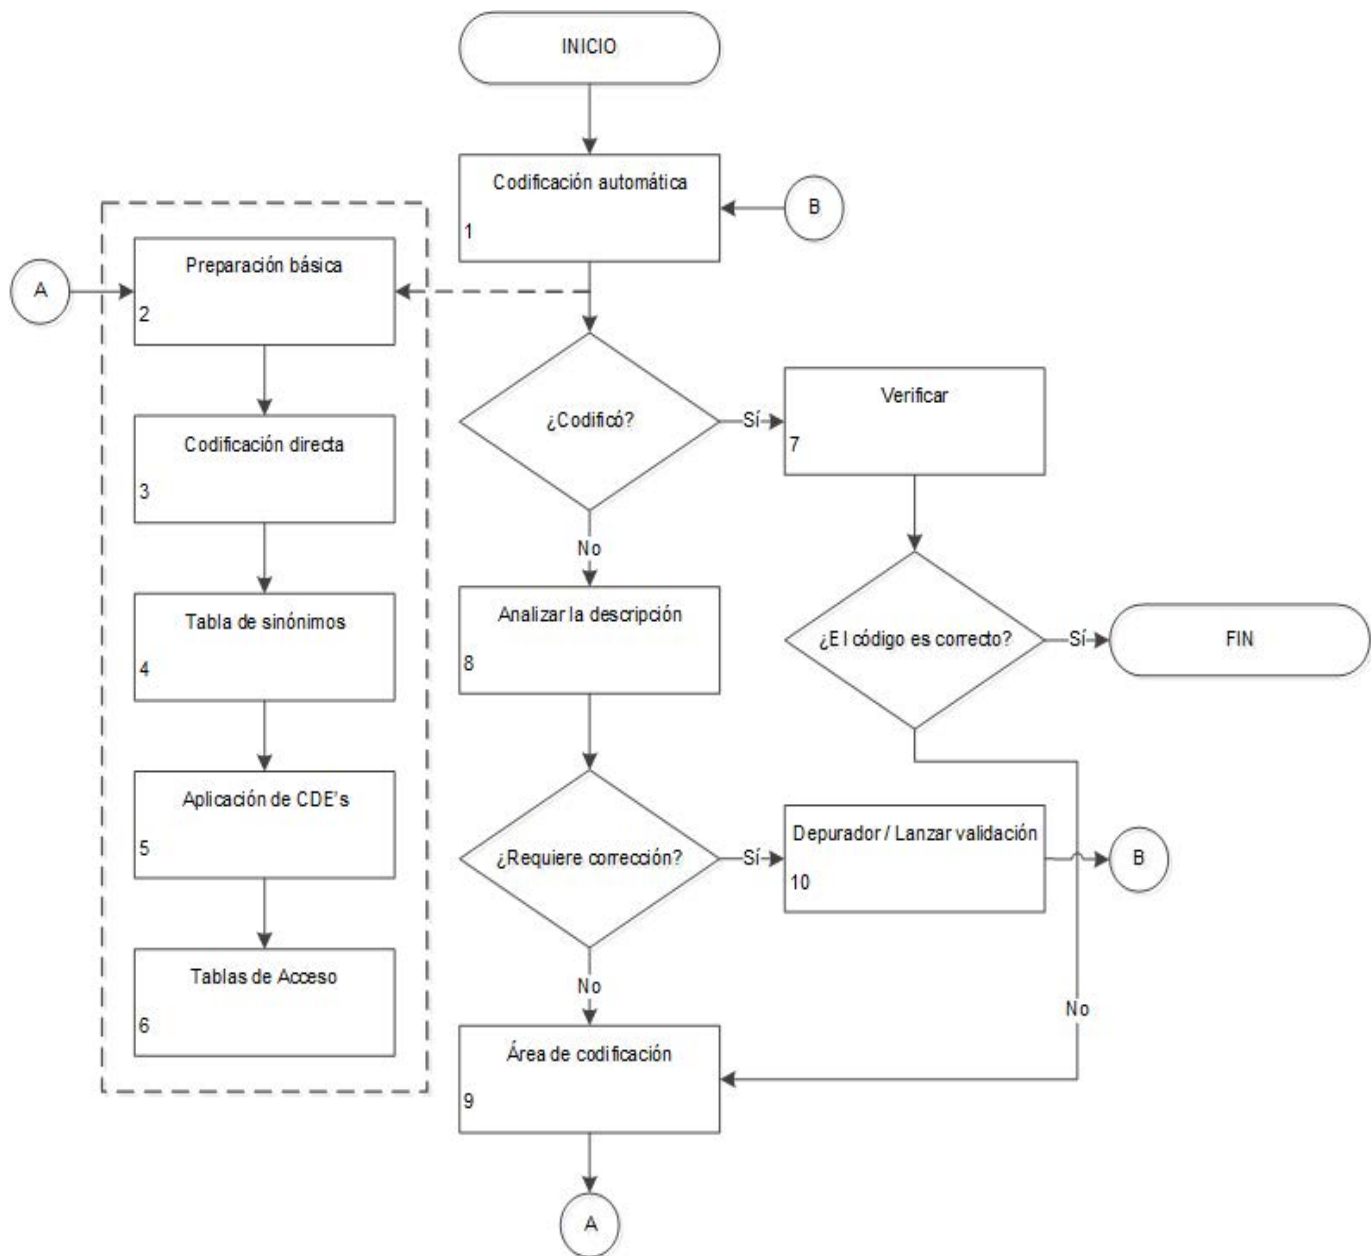 INICIO
Codificación automática
1
B
Preparación básica
2
A
¿Codificó?
Sí
Verificar
7
Codificación directa
3
No
Analizar la descripción
8
¿El código es correcto?
Sí
FIN
Tabla de sinónimos
4
Aplicación de CDE's
5
¿Requiere corrección?
Sí
Depurador / Lanzar validación
10
B
No
No
Tablas de Acceso
6
Área de codificación
9
A